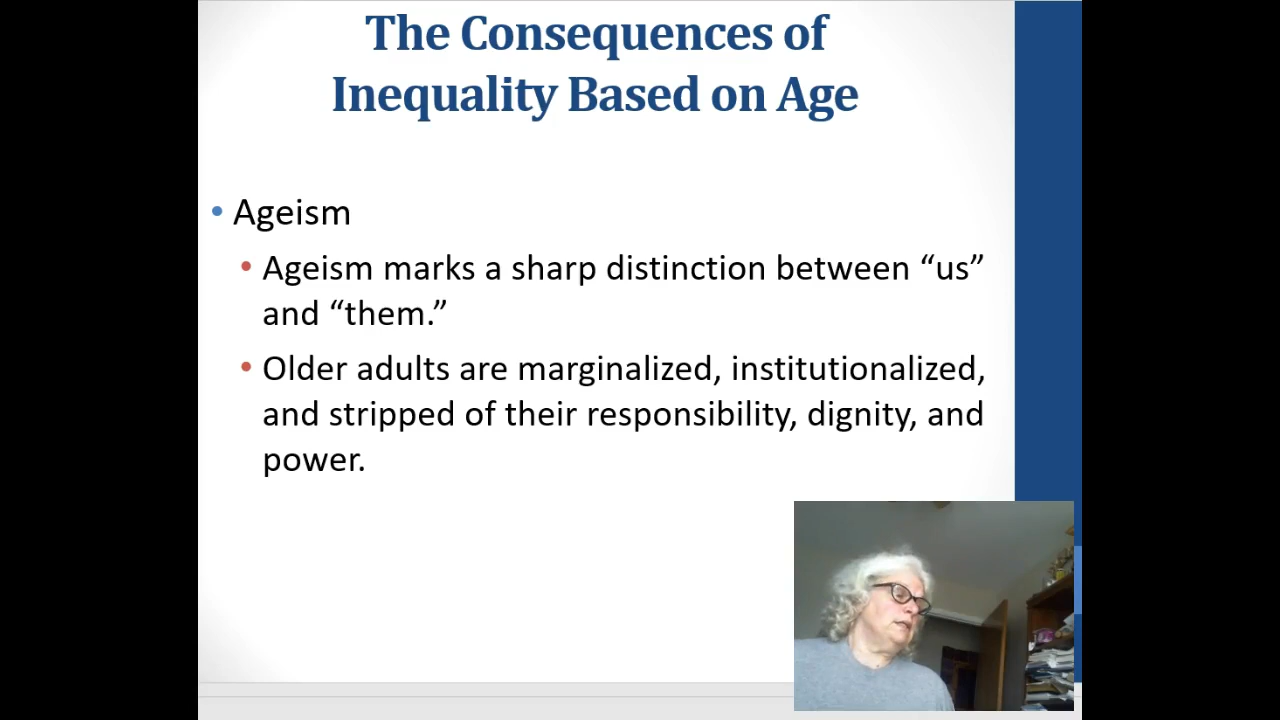 The Consequences of
Inequality Based on Age
• Ageism
• Ageism marks a sharp distinction between “us”
and “them.”
• Older adults are marginalized, institutionalized,
and stripped of their responsibility, dignity, and
power.